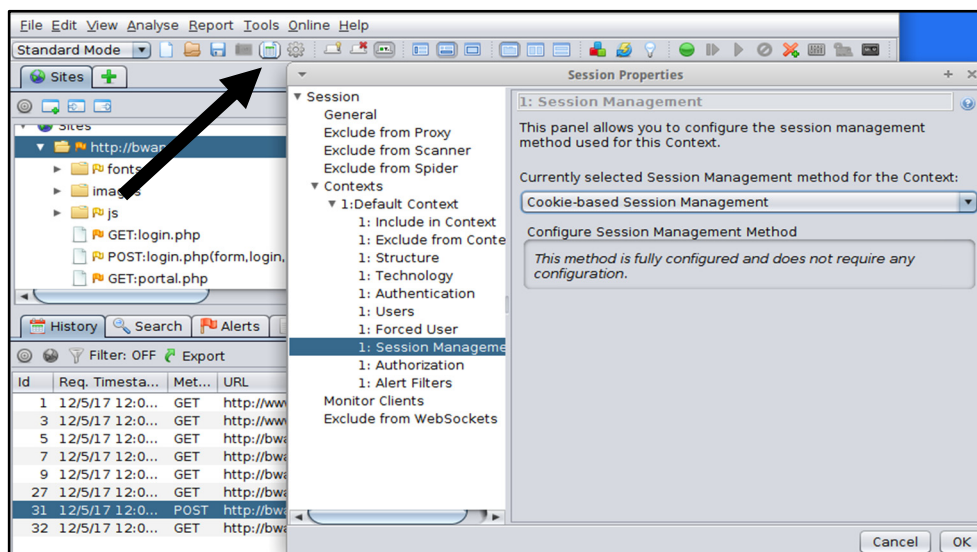 File Edit View Analyse Report Tools Online Help
Standard Mode
Sites
Session Properties
Sites
http://bwap
fonts
js
GET:login.php
POST:login.php(form,login,
GET:portal.php
History Search Alerts
Filter: OFF Export
Id Req. Timesta... Met... URL
1 12/5/17 12:0... GET http://www
3 12/5/17 12:0... GET http://www
5 12/5/17 12:0... GET http://bwa
7 12/5/17 12:0... GET http://bwa
9 12/5/17 12:0... GET http://bwa
27 12/5/17 12:0... GET http://bwa
31 12/5/17 12:0... POST http://bwa
32 12/5/17 12:0... GET http://bwa
Session
General
Exclude from Proxy
Exclude from Scanner
Exclude from Spider
Contexts
1:Default Context
1: Include in Context
1: Exclude from Conte
1: Structure
1: Technology
1: Authentication
1: Users
1: Forced User
1: Session Manageme
1: Authorization
1: Alert Filters
Monitor Clients
Exclude from WebSockets
1: Session Management
This panel allows you to configure the session management
method used for this Context.
Currently selected Session Management method for the Context:
Cookie-based Session Management
Configure Session Management Method
This method is fully configured and does not require any
configuration.
Cancel OK